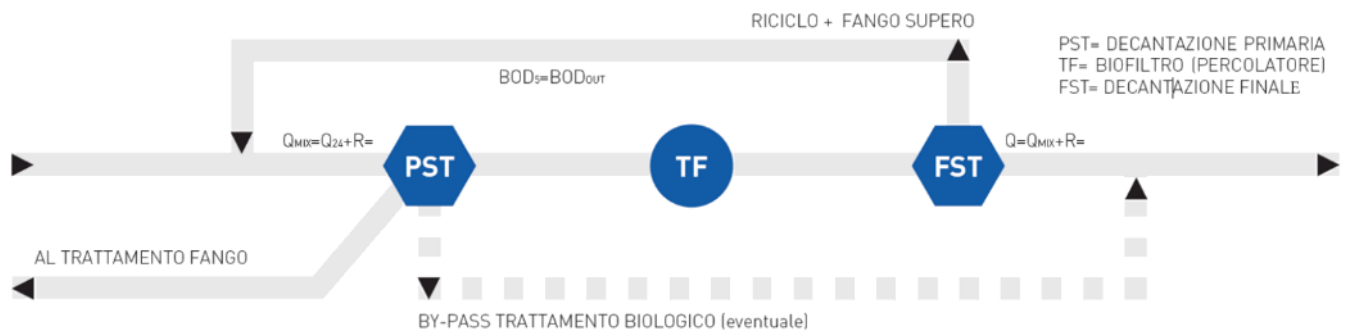 RICICLO + FANGO SUPERO
PST= DECANTAZIONE PRIMARIA
TF= BIOFILTRO (PERCOLATORE)
FST= DECANTAZIONE FINALE
BOD5=BODOUT
QMIX=Q24+R=
Q=QMIX+R=
PST
TF
FST
AL TRATTAMENTO FANGO
BY-PASS TRATTAMENTO BIOLOGICO (eventuale)